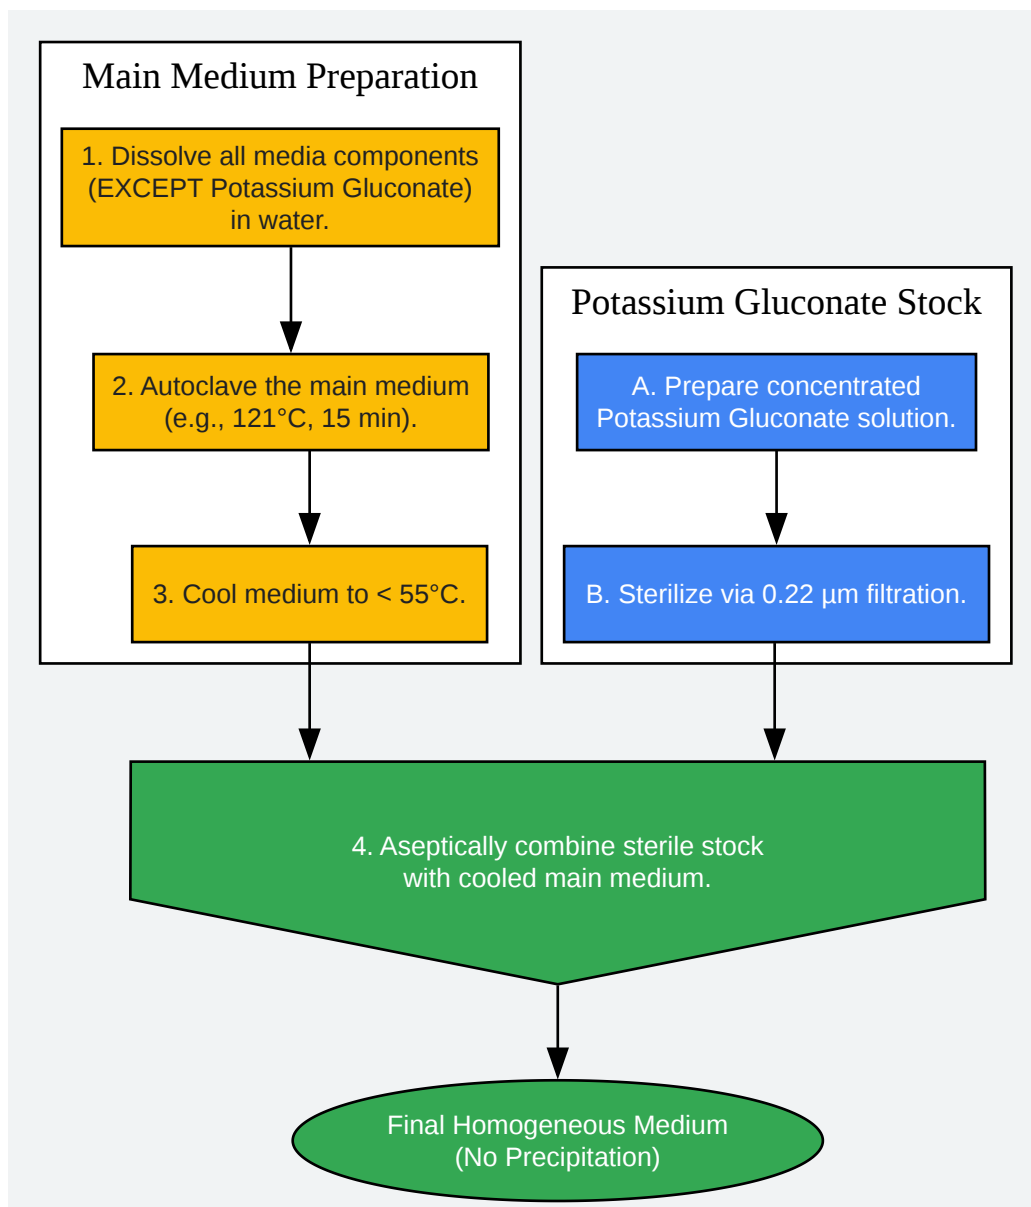 Main Medium Preparation
1. Dissolve all media components
(EXCEPT Potassium Gluconate)
in water.
2. Autoclave the main medium
(e.g., 121°C, 15 min).
3. Cool medium to < 55°C.
Potassium Gluconate Stock
A. Prepare concentrated
Potassium Gluconate solution.
B. Sterilize via 0.22 µm filtration.
4. Aseptically combine sterile stock
with cooled main medium.
Final Homogeneous Medium
(No Precipitation)